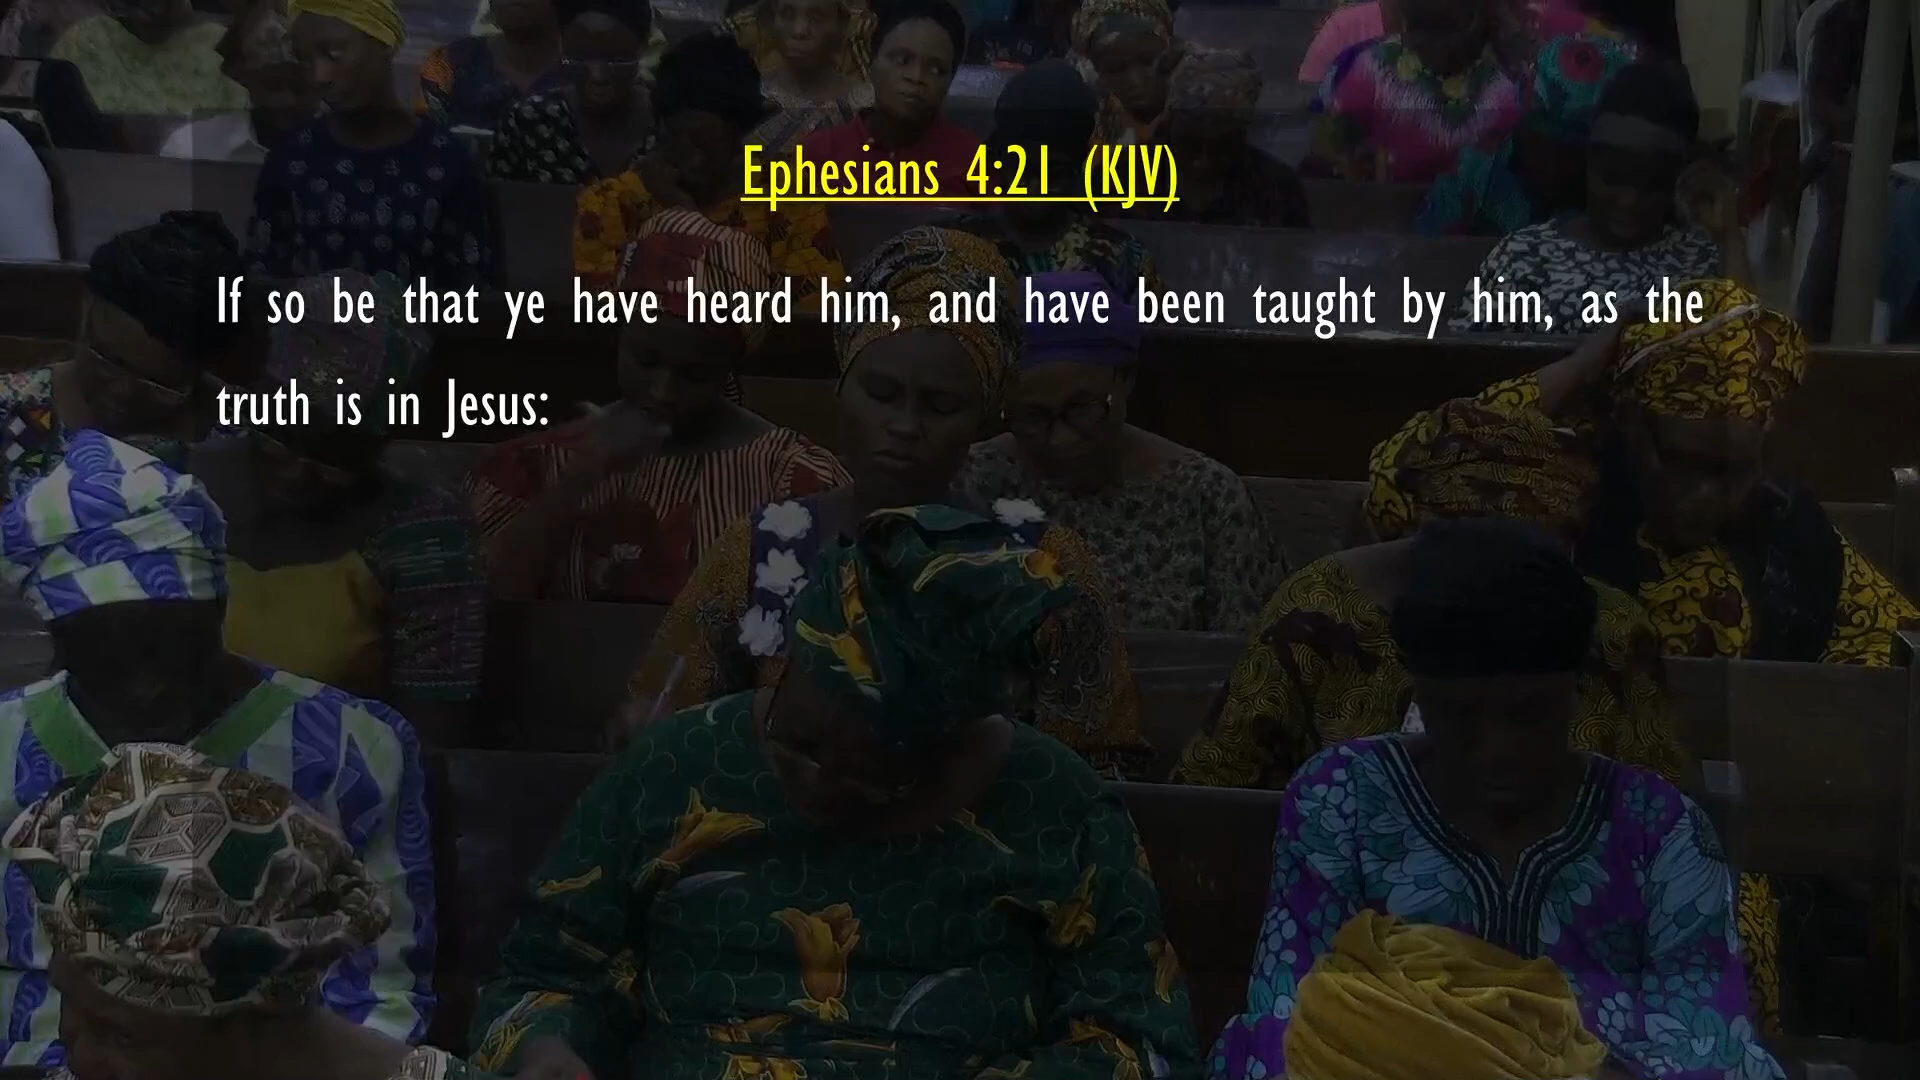 Ephesians 4:21 (KJV)
If so be that ye have heard him, and have been taught by him, as the
truth is in Jesus: